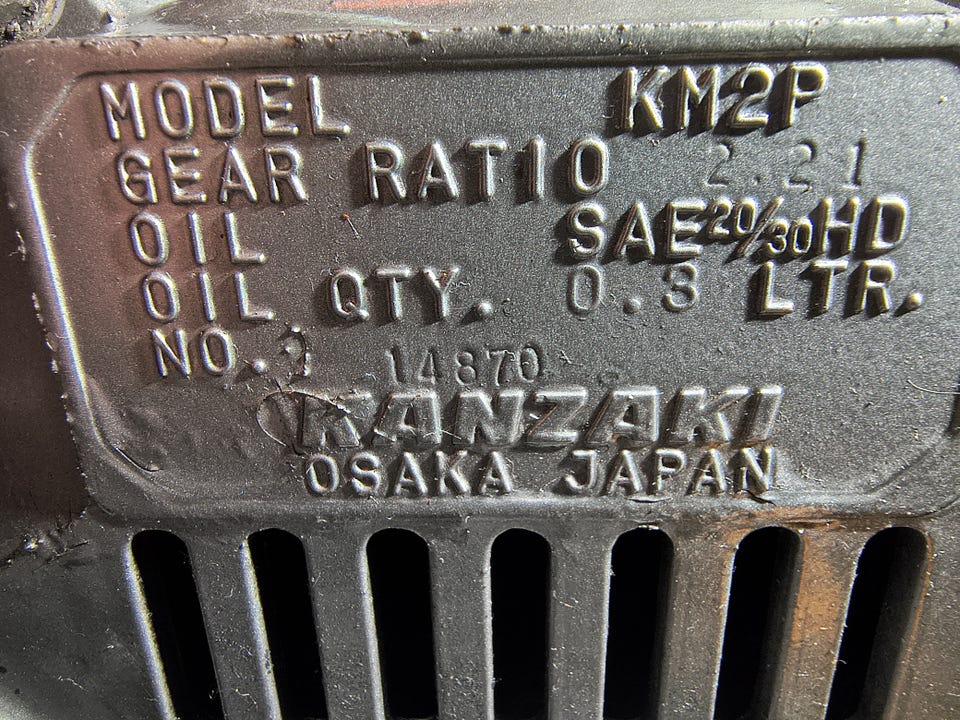 MODEL KM2P
GEAR RATIO 2.21
OIL SAE20/30HD
OIL QTY. 0.3 LTR.
NO. 14870
KANZAKI
OSAKA JAPAN